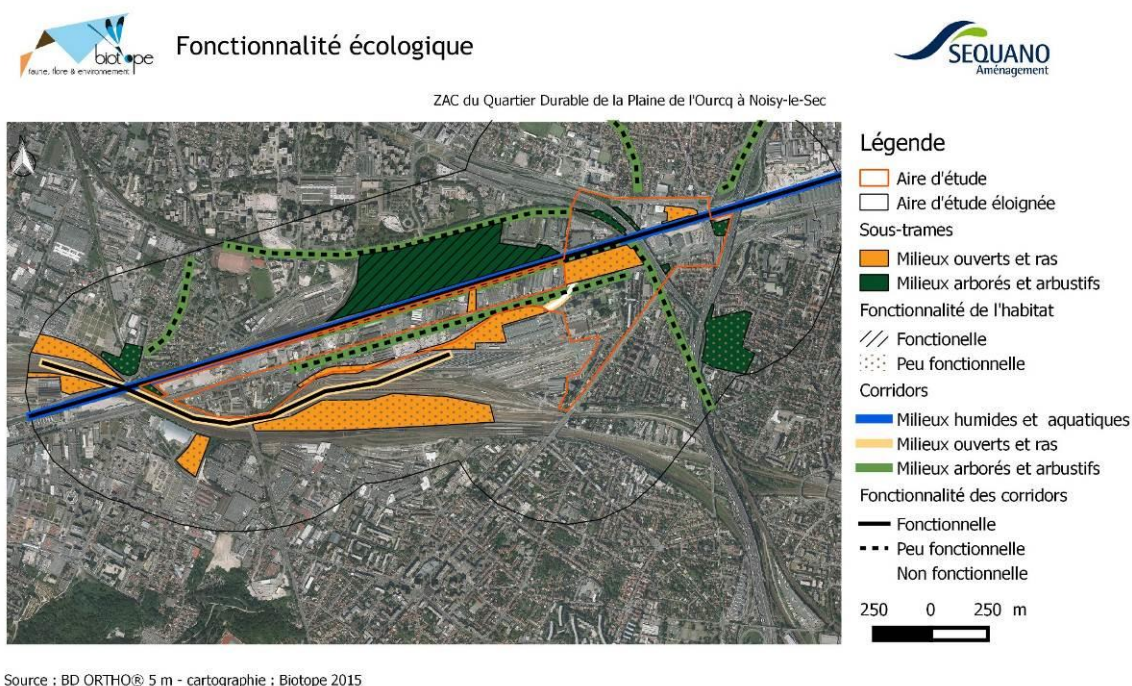 biotope
faune, flore & environnement
Fonctionnalité écologique
SEQUANO
Aménagement
ZAC du Quartier Durable de la Plaine de l'Ourcq à Noisy-le-Sec
Légende
Aire d'étude
Aire d'étude éloignée
Sous-trames
Milieux ouverts et ras
Milieux arborés et arbustifs
Fonctionnalité de l'habitat
Fonctionelle
Peu fonctionnelle
Corridors
Milieux humides et aquatiques
Milieux ouverts et ras
Milieux arborés et arbustifs
Fonctionnalité des corridors
Fonctionnelle
Peu fonctionnelle
Non fonctionnelle
250 0 250 m
Source : BD ORTHO® 5 m - cartographie : Biotope 2015